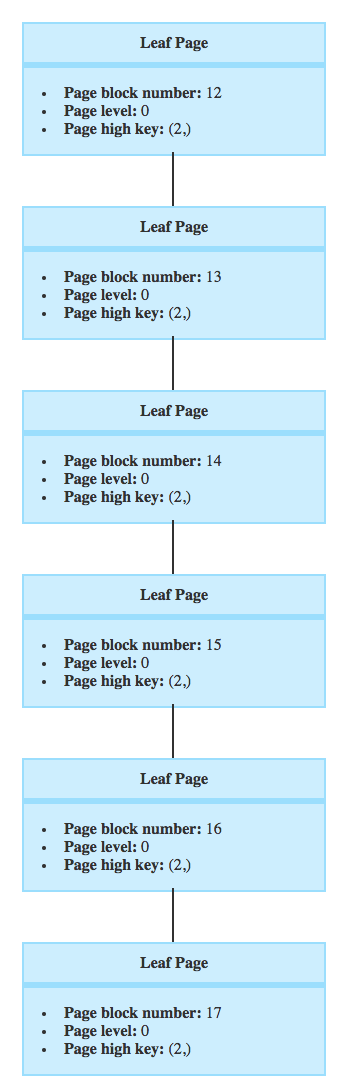 Leaf Page
• Page block number: 12
• Page level: 0
• Page high key: (2,)
Leaf Page
• Page block number: 13
• Page level: 0
• Page high key: (2,)
Leaf Page
• Page block number: 14
• Page level: 0
• Page high key: (2,)
Leaf Page
• Page block number: 15
• Page level: 0
• Page high key: (2,)
Leaf Page
• Page block number: 16
• Page level: 0
• Page high key: (2,)
Leaf Page
• Page block number: 17
• Page level: 0
• Page high key: (2,)